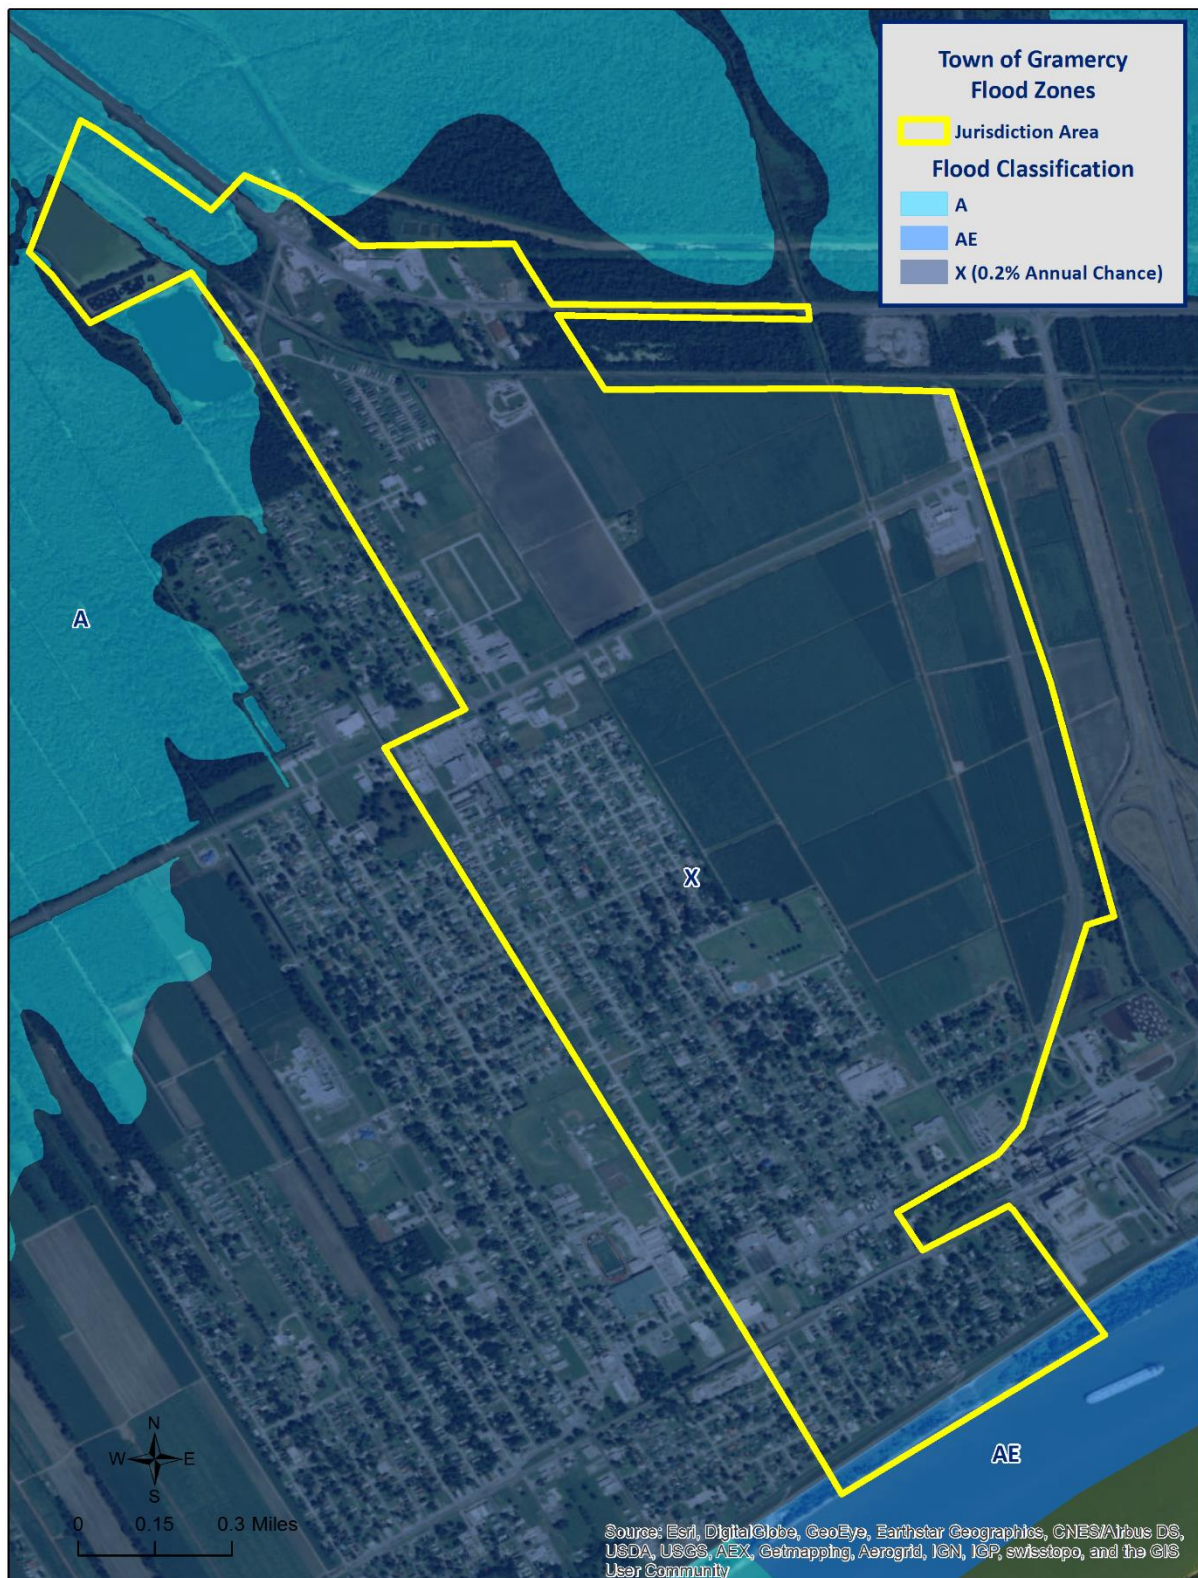 Town of Gramercy
Flood Zones
Jurisdiction Area
Flood Classification
A
AE
X (0.2% Annual Chance)
A
X
AE
N
W E
S
0 0.15 0.3 Miles
Source: Esri, DigitalGlobe, GeoEye, Earthstar Geographics, CNES/Airbus DS,
USDA, USGS, AEX, Getmapping, Aerogrid, IGN, IGP, swisstopo, and the GIS
User Community